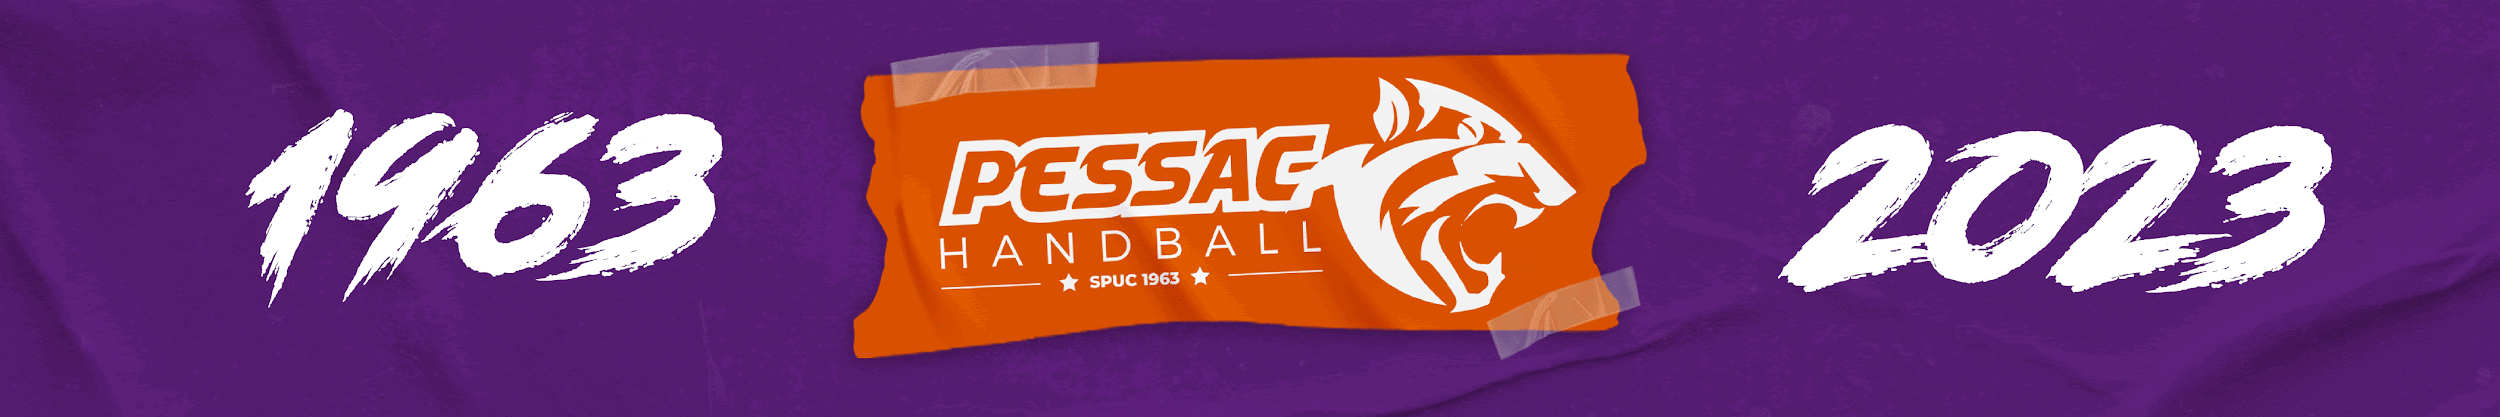 1963
PESSAC
HANDBALL
SPUC 1963
2023